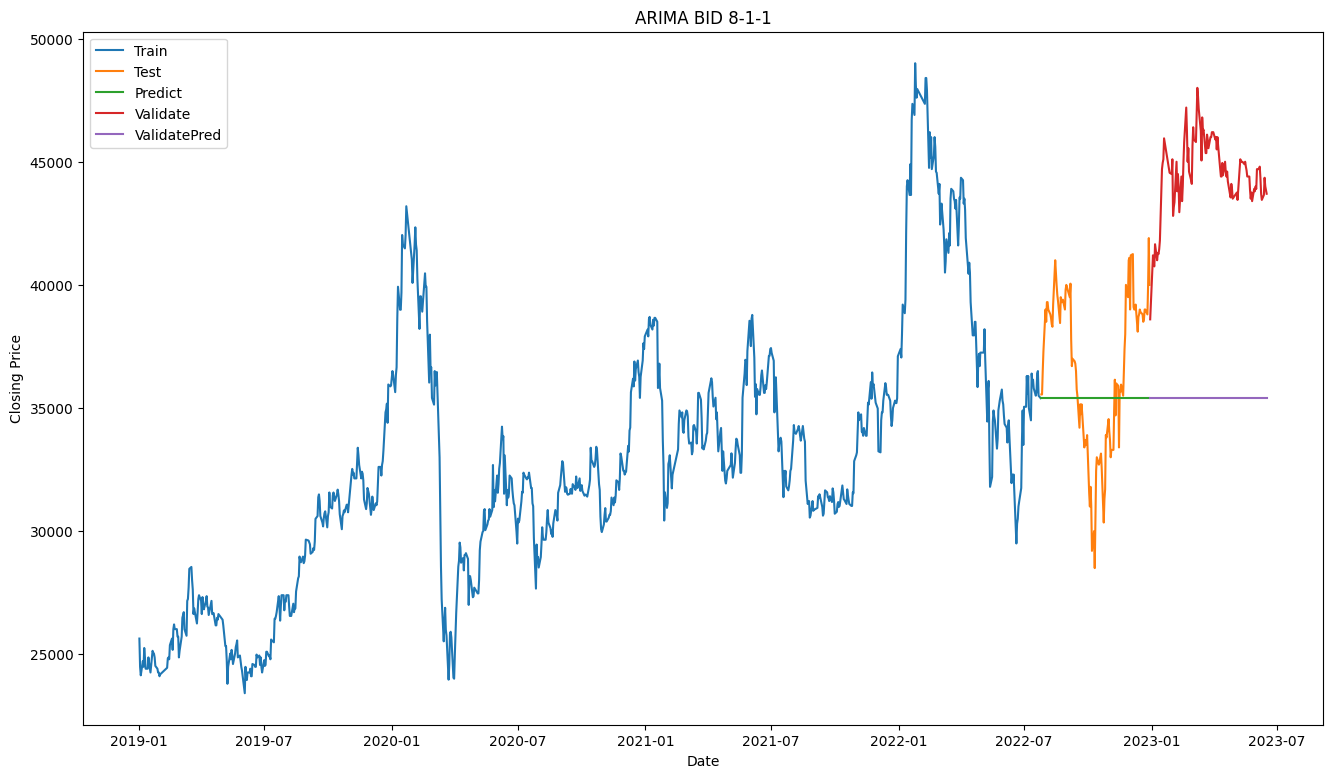 ARIMA BID 8-1-1
50000
45000
40000
35000
30000
25000
Closing Price
Train
Test
Predict
Validate
ValidatePred
2019-01
2019-07
2020-01
2020-07
2021-01
2021-07
2022-01
2022-07
2023-01
2023-07
Date